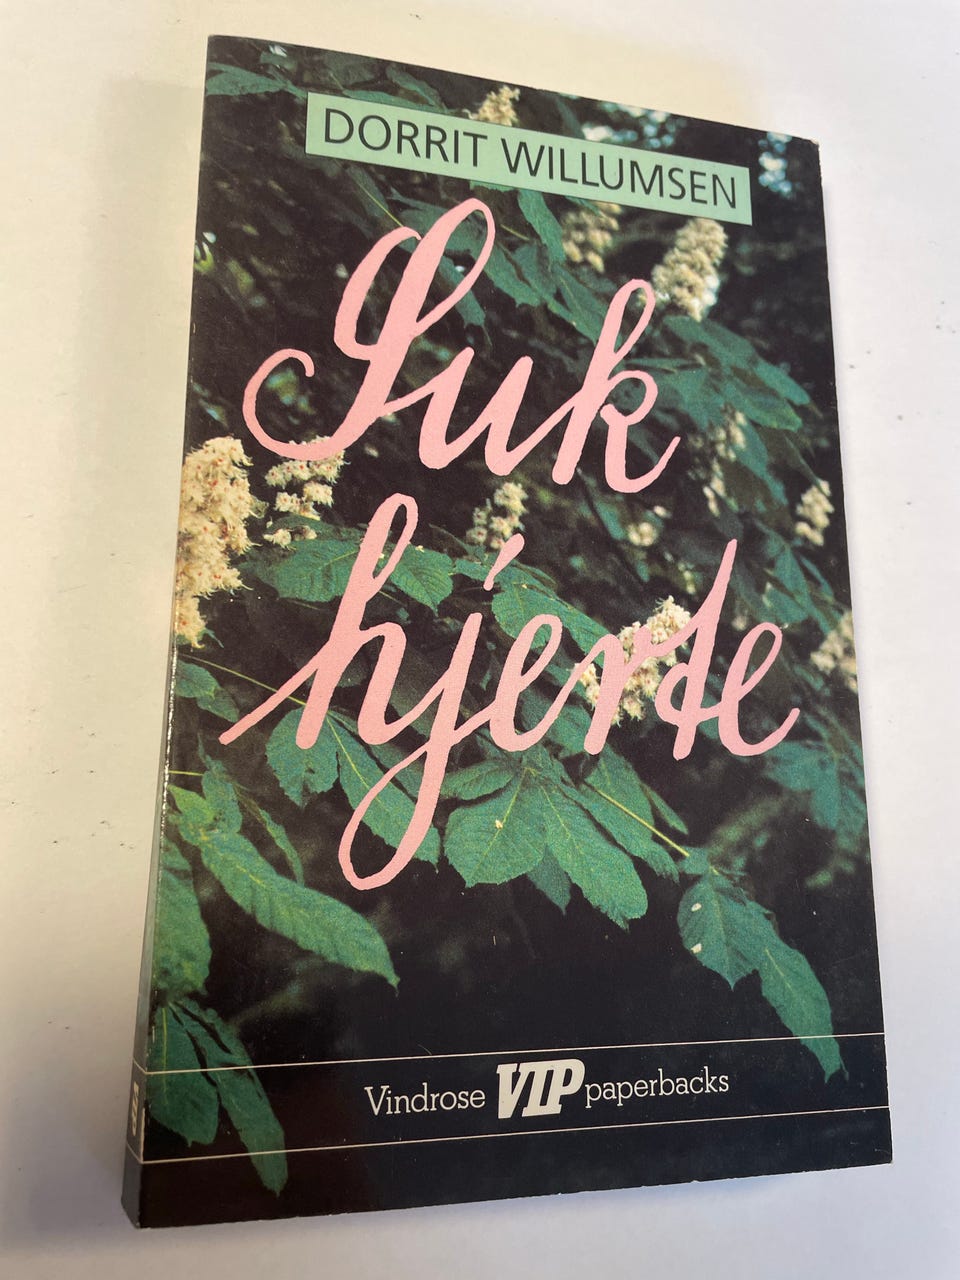 DORRIT WILLUMSEN
Suk
hjerte
Vindrose VIP paperbacks